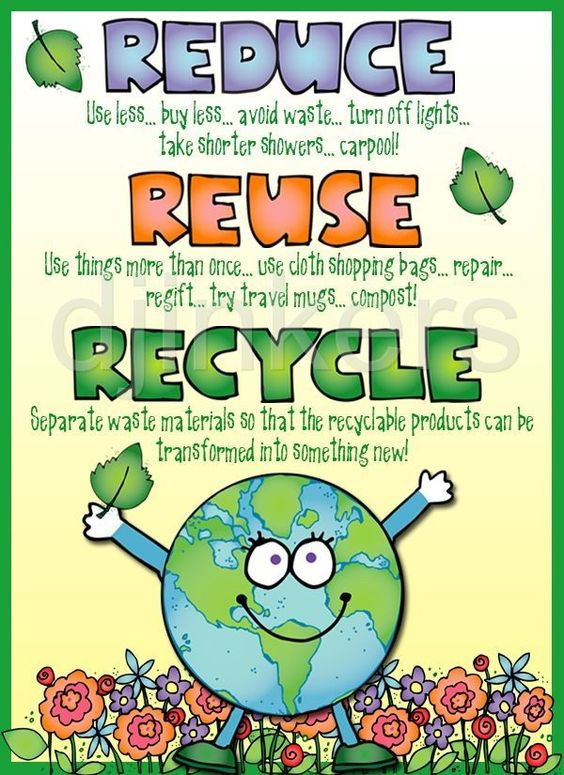 REDUCE
Use less... buy less... avoid waste... turn off lights...
take shorter showers... carpool!
REUSE
Use things more than once... use cloth shopping bags... repair...
regift... try travel mugs... compost!
djinkers
RECYCLE
Separate waste materials so that the recyclable products can be
transformed into something new!